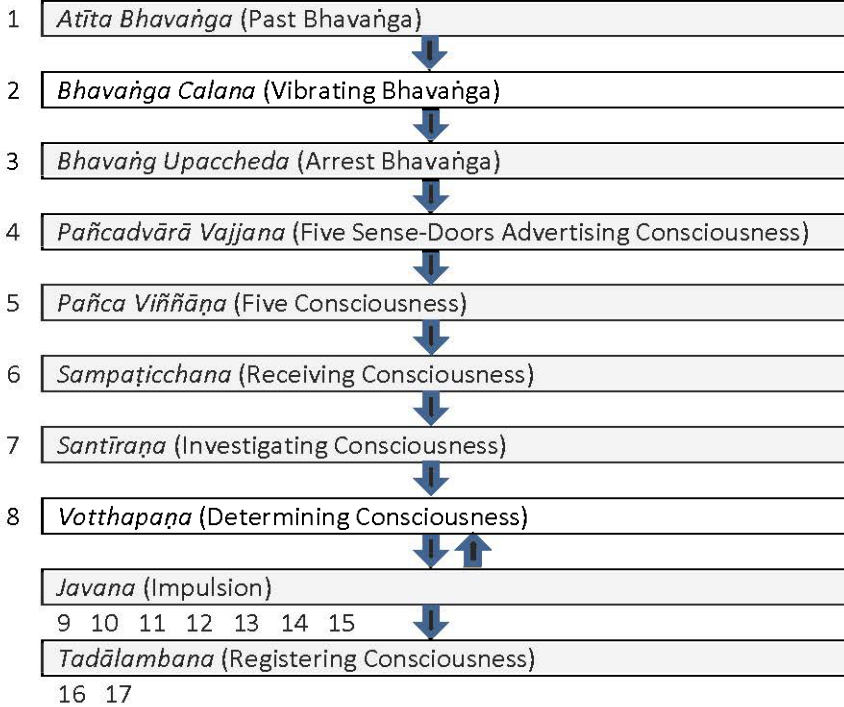 1 Atīta Bhavaṅga (Past Bhavaṅga)
2 Bhavaṅga Calana (Vibrating Bhavaṅga)
3 Bhavaṅg Upaccheda (Arrest Bhavaṅga)
4 Pañcadvārā Vajjana (Five Sense-Doors Advertising Consciousness)
5 Pañca Viññāṇa (Five Consciousness)
6 Sampaṭicchana (Receiving Consciousness)
7 Santīraṇa (Investigating Consciousness)
8 Votthapaṇa (Determining Consciousness)
Javana (Impulsion)
9 10 11 12 13 14 15
Tadālambana (Registering Consciousness)
16 17